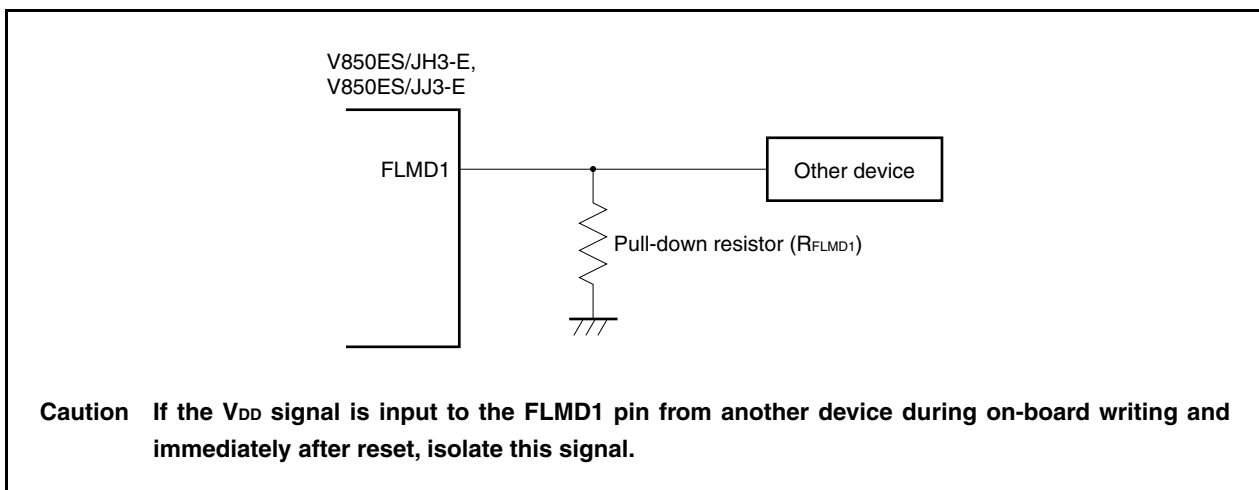 V850ES/JH3-E,
V850ES/JJ3-E
FLMD1
Other device
Pull-down resistor (RFLMD1)
Caution If the VDD signal is input to the FLMD1 pin from another device during on-board writing and
immediately after reset, isolate this signal.